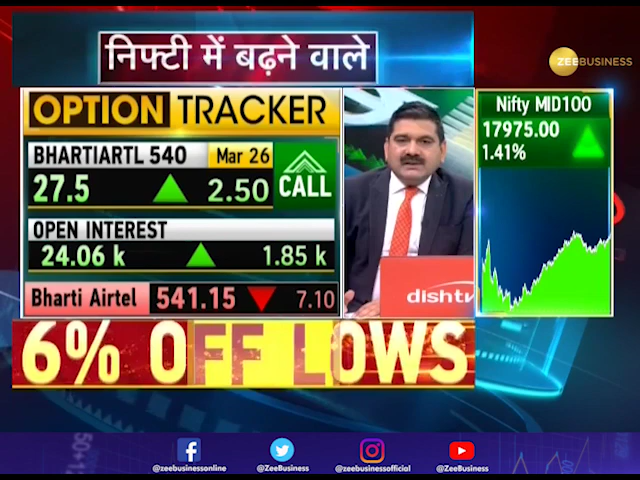 निफ्टी में बढ़ने वाले
ZEEBUSINESS
OPTION TRACKER
BHARTIARTL 540 Mar 26
27.5 2.50 CALL
OPEN INTEREST
24.06 k 1.85 k
Bharti Airtel 541.15 7.10
Nifty MID100
17975.00
1.41%
6% OFF LOWS
@zeebusinessonline @ZeeBusiness @zeebusinessofficial @ZeeBusiness